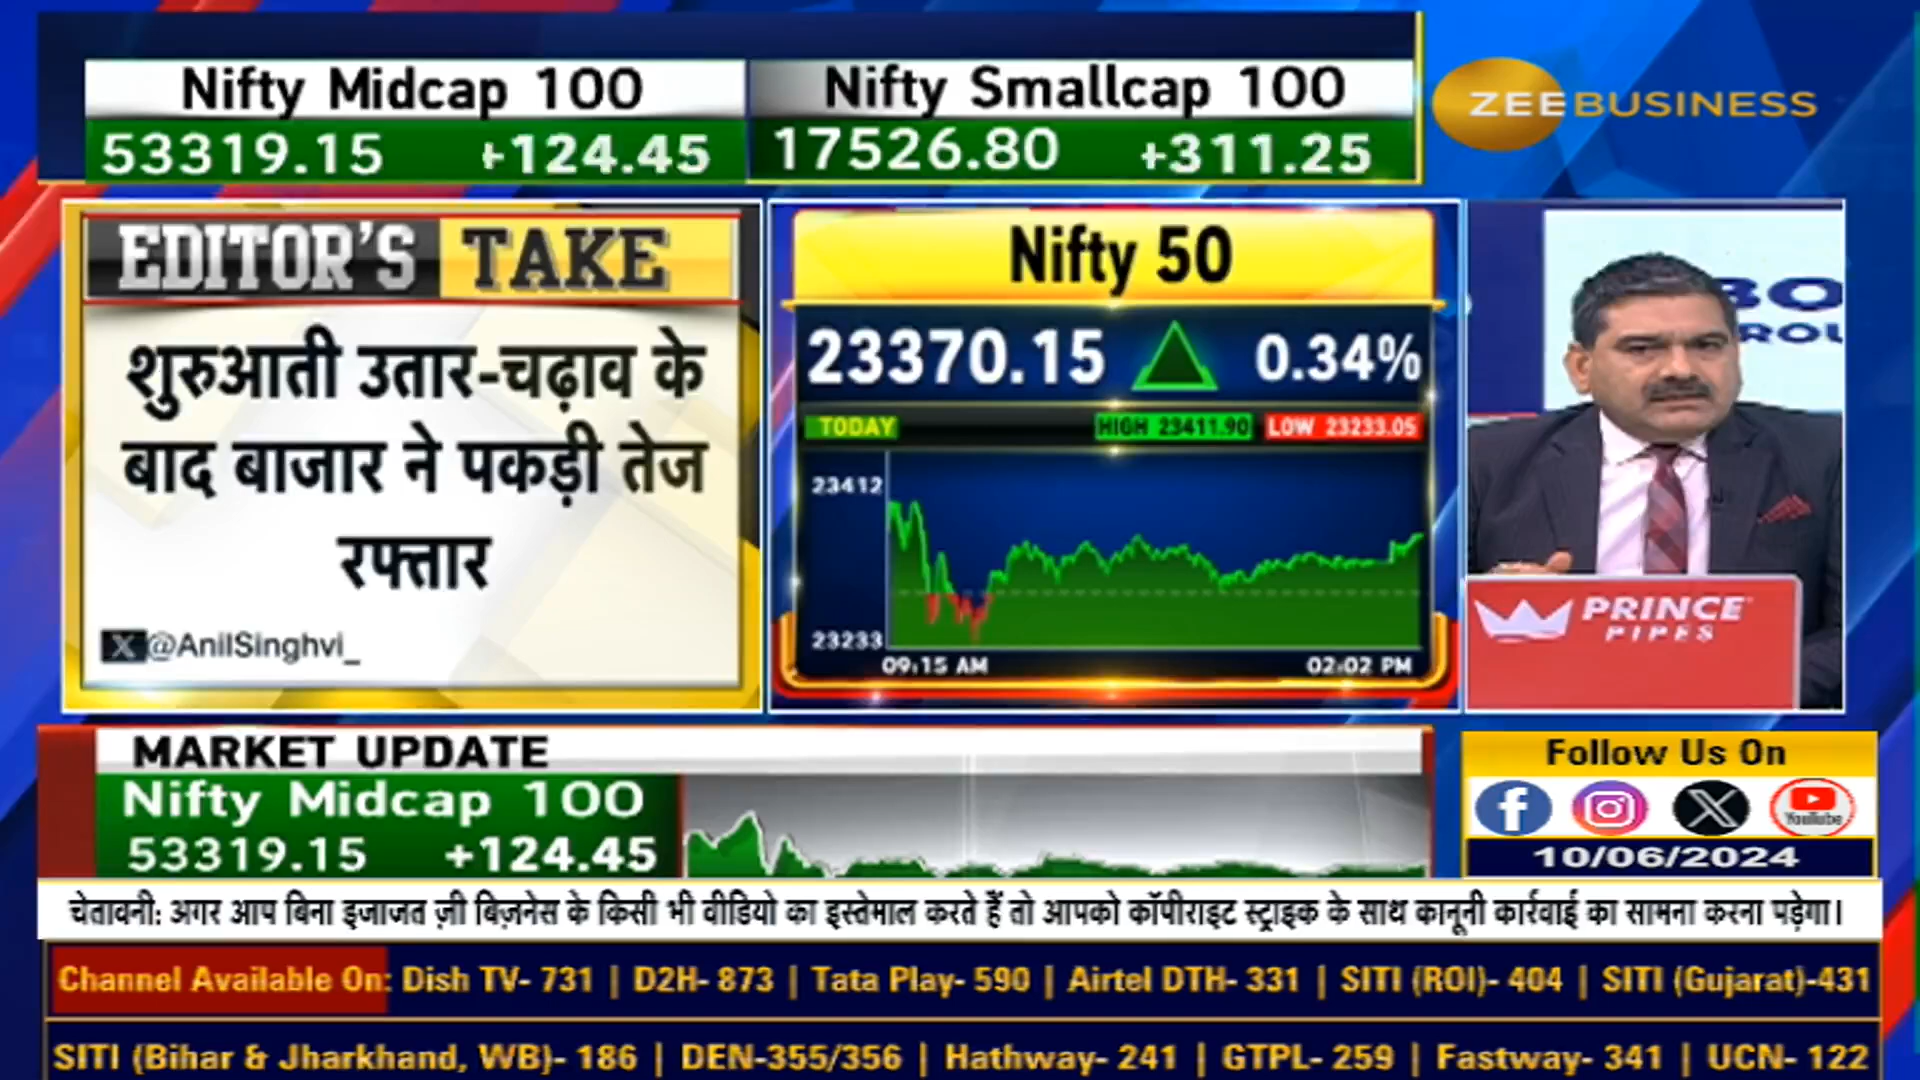 Nifty Midcap 100
53319.15 +124.45
Nifty Smallcap 100
17526.80 +311.25
ZEEBUSINESS
EDITOR'S TAKE
शुरुआती उतार-चढ़ाव के
बाद बाजार ने पकड़ी तेज
रफ्तार
X@AnilSinghvi_
Nifty 50
23370.15 0.34%
TODAY HIGH 23411.90 LOW 23233.05
23412
23233
09:15 AM 02:02 PM
PRINCE
PIPES
MARKET UPDATE
Nifty Midcap 100
53319.15 +124.45
Follow Us On
YouTube
10/06/2024
चेतावनी: अगर आप बिना इजाजत ज़ी बिज़नेस के किसी भी वीडियो का इस्तेमाल करते हैं तो आपको कॉपीराइट स्ट्राइक के साथ कानूनी कार्रवाई का सामना करना पड़ेगा।
Channel Available On: Dish TV- 731 | D2H- 873 | Tata Play- 590 | Airtel DTH- 331 | SITI (ROI)- 404 | SITI (Gujarat)-431
SITI (Bihar & Jharkhand, WB)- 186 | DEN-355/356 | Hathway- 241 | GTPL- 259 | Fastway- 341 | UCN- 122